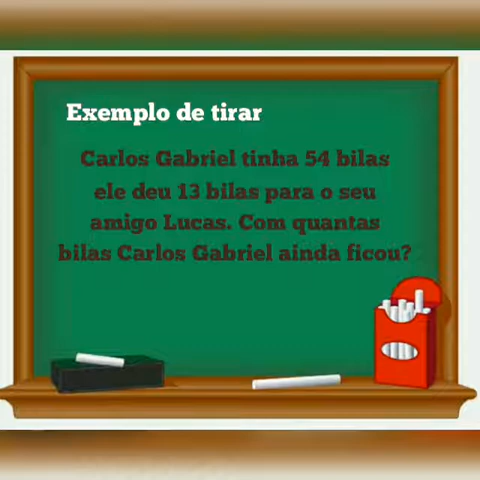 Exemplo de tirar
Carlos Gabriel tinha 54 bilas
ele deu 13 bilas para o seu
amigo Lucas. Com quantas
bilas Carlos Gabriel ainda ficou?